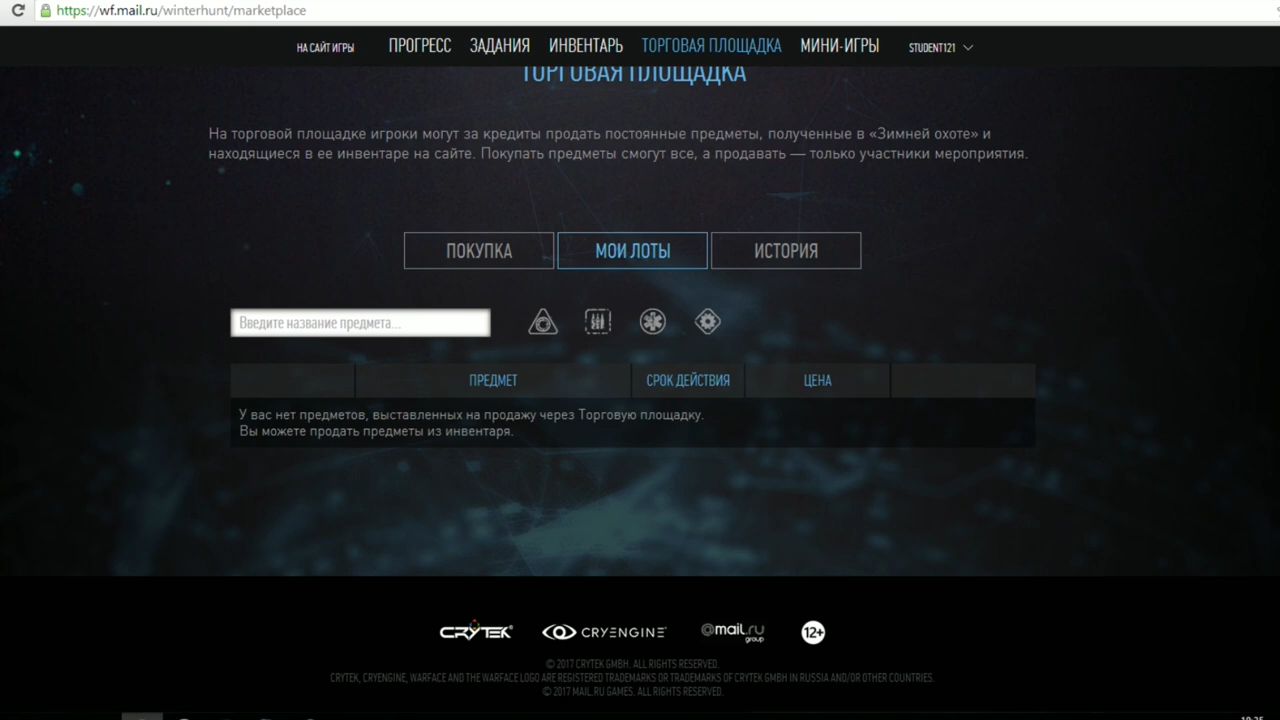 https://wf.mail.ru/winterhunt/marketplace
НА САЙТ ИГРЫ ПРОГРЕСС ЗАДАНИЯ ИНВЕНТАРЬ ТОРГОВАЯ ПЛОЩАДКА МИНИ-ИГРЫ STUDENT121
ТОРГОВАЯ ПЛОЩАДКА
На торговой площадке игроки могут за кредиты продать постоянные предметы, полученные в «Зимней охоте» и
находящиеся в ее инвентаре на сайте. Покупать предметы смогут все, а продавать — только участники мероприятия.
ПОКУПКА МОИ ЛОТЫ ИСТОРИЯ
Введите название предмета...
ПРЕДМЕТ СРОК ДЕЙСТВИЯ ЦЕНА
У вас нет предметов, выставленных на продажу через Торговую площадку.
Вы можете продать предметы из инвентаря.
CRYTEK CRYENGINE @mail.ru group 12+
© 2017 CRYTEK GMBH. ALL RIGHTS RESERVED.
CRYTEK, CRYENGINE, WARFACE AND THE WARFACE LOGO ARE REGISTERED TRADEMARKS OR TRADEMARKS OF CRYTEK GMBH IN RUSSIA AND/OR OTHER COUNTRIES.
© 2017 MAIL.RU GAMES. ALL RIGHTS RESERVED.